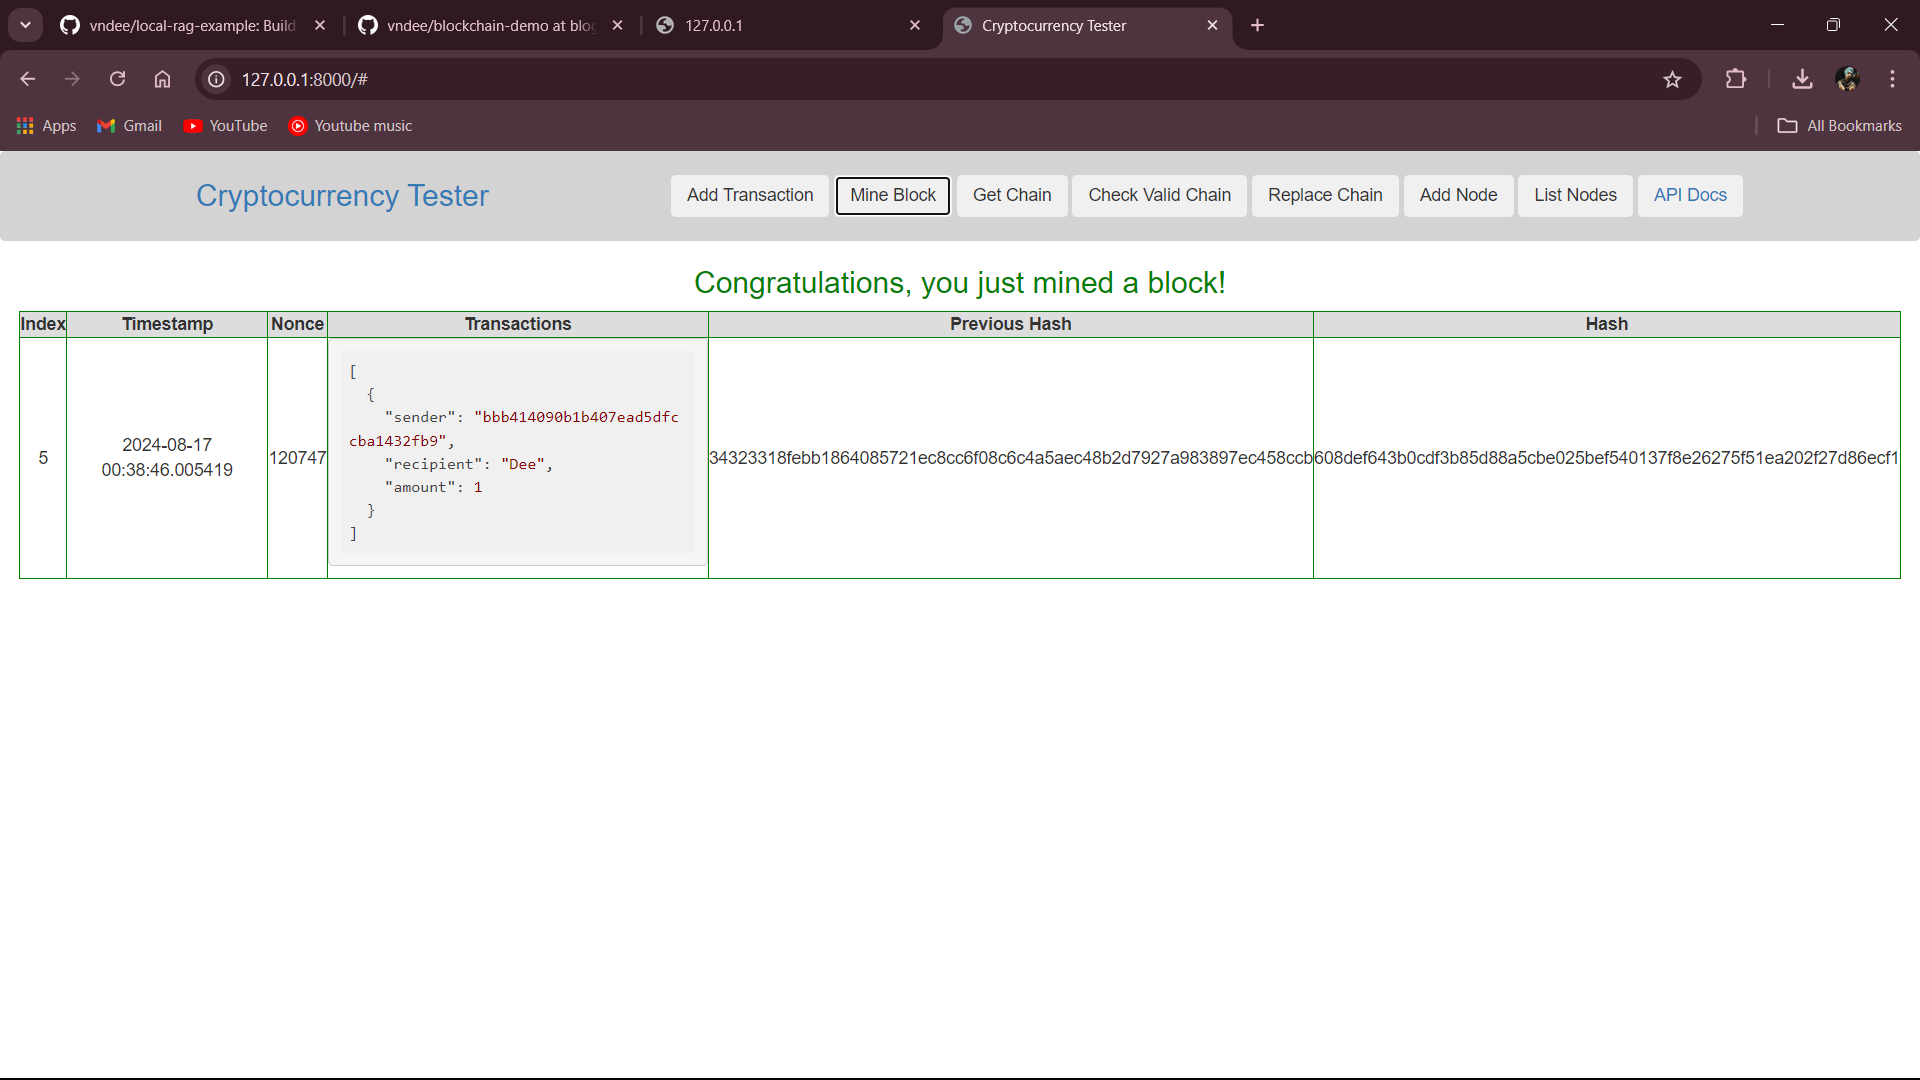 vndee/local-rag-example: Build
vndee/blockchain-demo at blog
127.0.0.1
Cryptocurrency Tester
127.0.0.1:8000/#
Apps Gmail YouTube Youtube music All Bookmarks
Cryptocurrency Tester Add Transaction Mine Block Get Chain Check Valid Chain Replace Chain Add Node List Nodes API Docs
Congratulations, you just mined a block!
Index Timestamp Nonce Transactions Previous Hash Hash
5
2024-08-17
00:38:46.005419
120747
[
{
"sender": "bbb414090b1b407ead5dfc
cba1432fb9",
"recipient": "Dee",
"amount": 1
}
]
34323318febb1864085721ec8cc6f08c6c4a5aec48b2d7927a983897ec458ccb
608def643b0cdf3b85d88a5cbe025bef540137f8e26275f51ea202f27d86ecf1